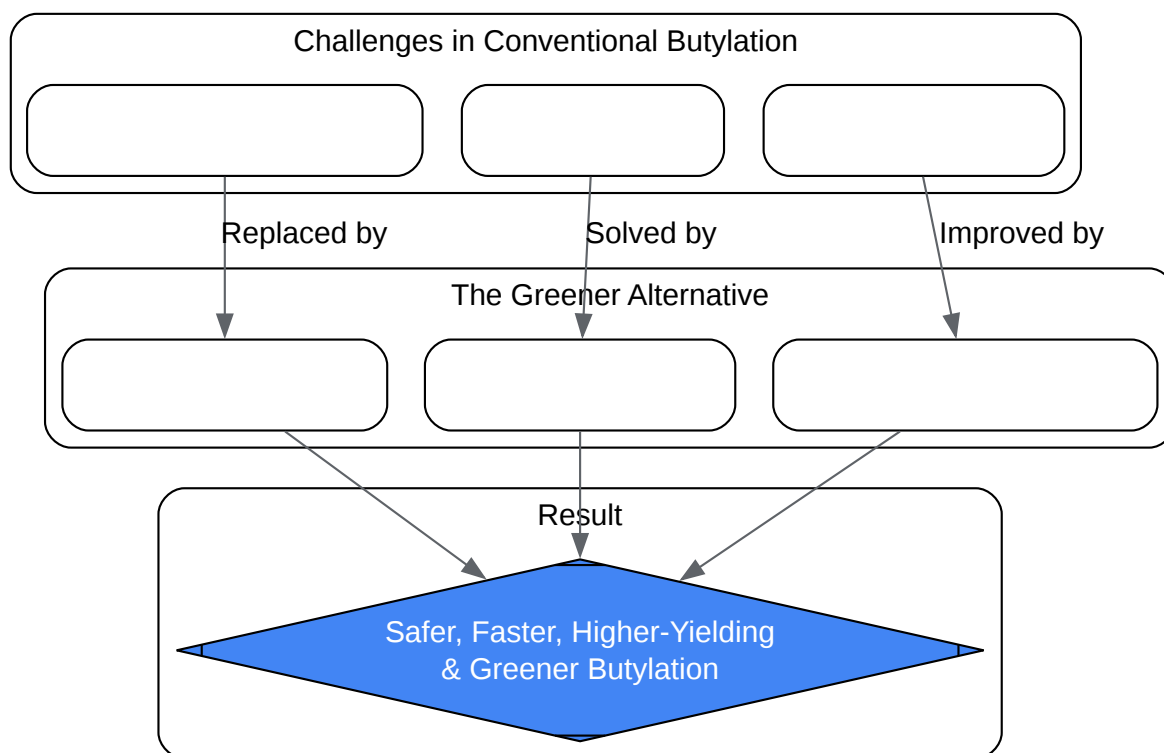 Challenges in Conventional Butylation
Replaced by
Solved by
Improved by
The Greener Alternative
Result
Safer, Faster, Higher-Yielding
& Greener Butylation